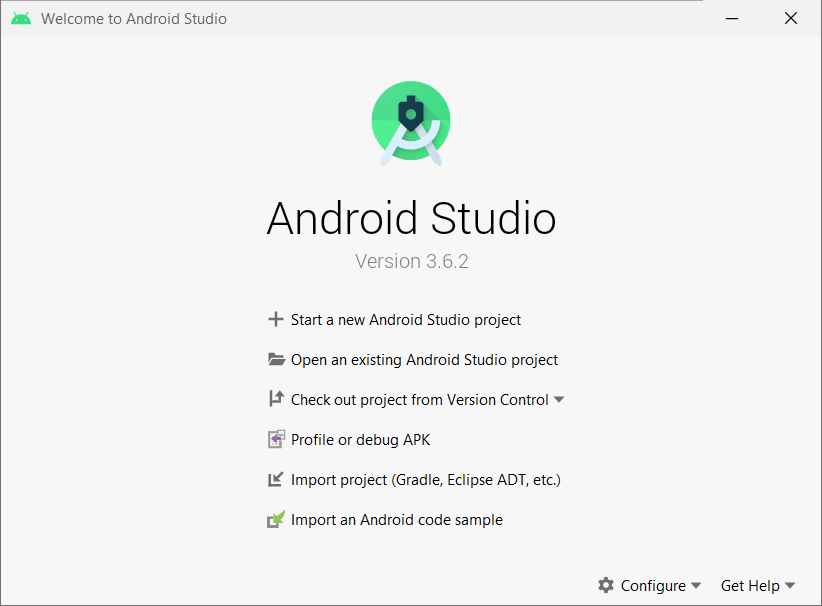 Welcome to Android Studio
Android Studio
Version 3.6.2
Start a new Android Studio project
Open an existing Android Studio project
Check out project from Version Control
Profile or debug APK
Import project (Gradle, Eclipse ADT, etc.)
Import an Android code sample
Configure Get Help